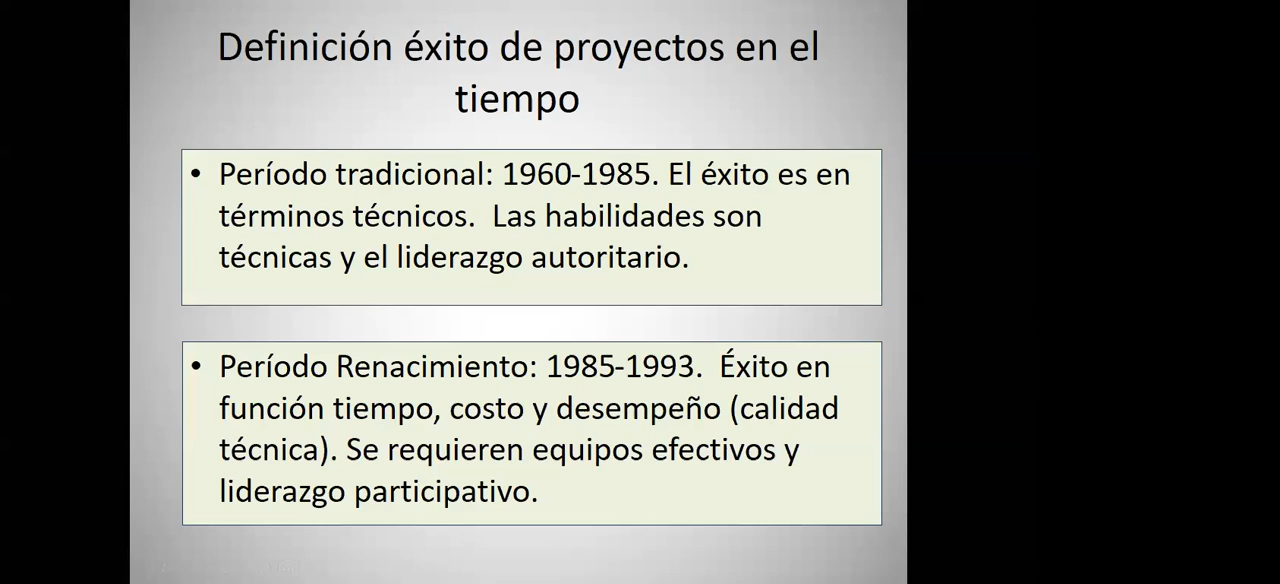 Definición éxito de proyectos en el
tiempo
• Período tradicional: 1960-1985. El éxito es en
términos técnicos.  Las habilidades son
técnicas y el liderazgo autoritario.
• Período Renacimiento: 1985-1993.  Éxito en
función tiempo, costo y desempeño (calidad
técnica). Se requieren equipos efectivos y
liderazgo participativo.